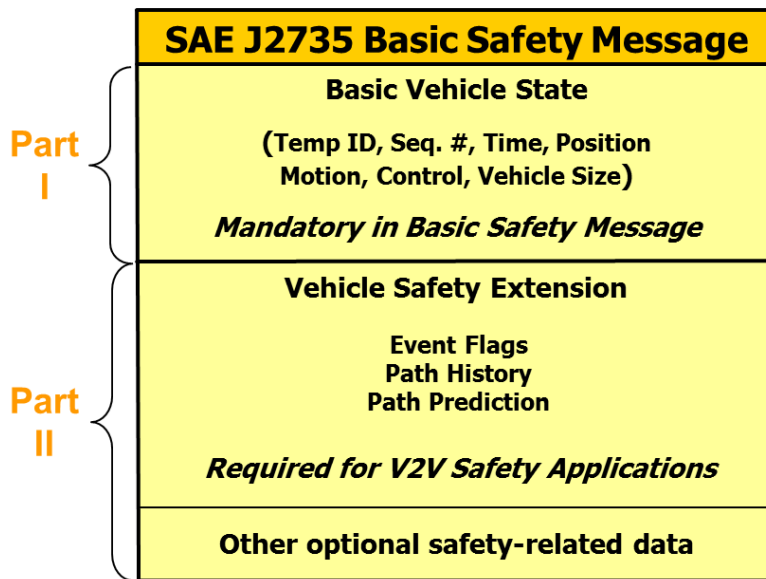 SAE J2735 Basic Safety Message
Part
I
Basic Vehicle State
(Temp ID, Seq. #, Time, Position
Motion, Control, Vehicle Size)
Mandatory in Basic Safety Message
Part
II
Vehicle Safety Extension
Event Flags
Path History
Path Prediction
Required for V2V Safety Applications
Other optional safety-related data